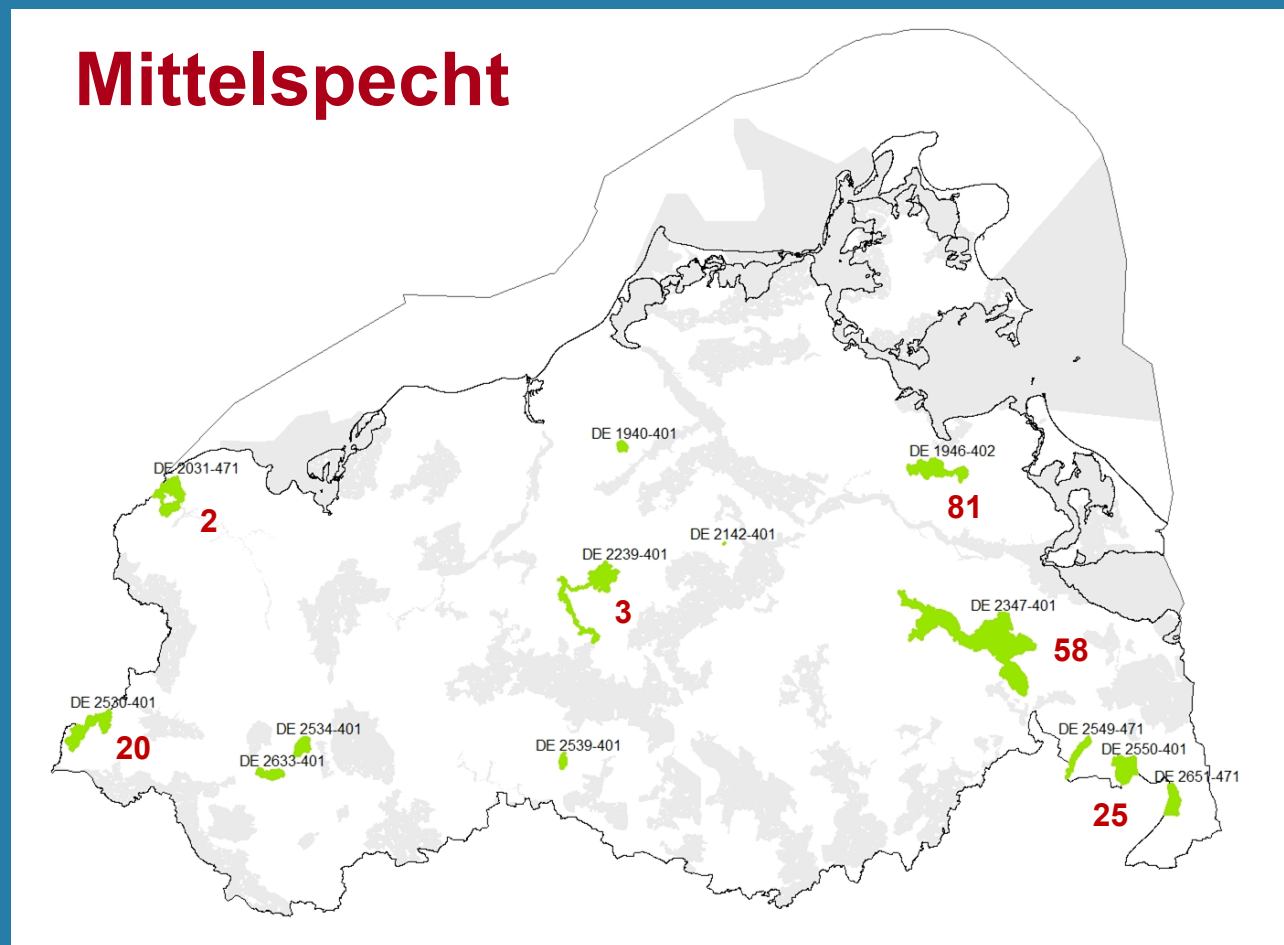 Mittelspecht
DE 1940-401
DE 1946-402
81
DE 2031-471
2
DE 2142-401
DE 2239-401
3
DE 2347-401
58
DE 2530-401
20
DE 2534-401
DE 2633-401
DE 2539-401
DE 2549-471
DE 2550-401
DE 2651-471
25